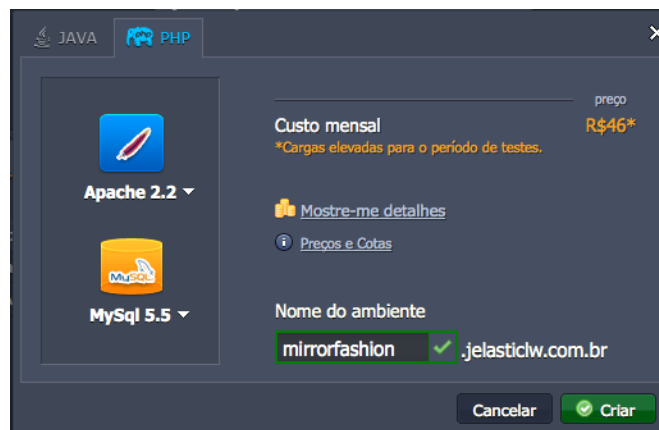 JAVA
PHP
preço
Custo mensal
R$46*
*Cargas elevadas para o período de testes.
Apache 2.2
Mostre-me detalhes
Preços e Cotas
MySQL
MySql 5.5
Nome do ambiente
mirrorfashion
.jelasticlw.com.br
Cancelar
Criar